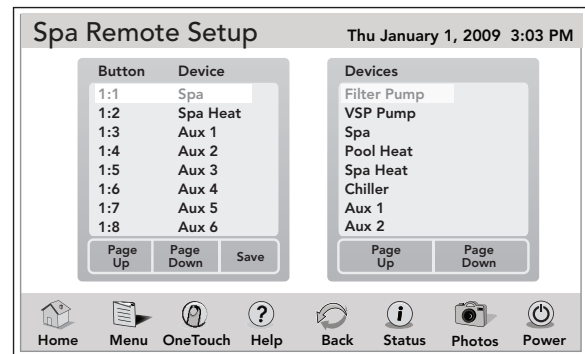 Spa Remote Setup
Thu January 1, 2009 3:03 PM
Button Device
1:1 Spa
1:2 Spa Heat
1:3 Aux 1
1:4 Aux 2
1:5 Aux 3
1:6 Aux 4
1:7 Aux 5
1:8 Aux 6
Page Up
Page Down
Save
Devices
Filter Pump
VSP Pump
Spa
Pool Heat
Spa Heat
Chiller
Aux 1
Aux 2
Page Up
Page Down
Home Menu OneTouch Help Back Status Photos Power